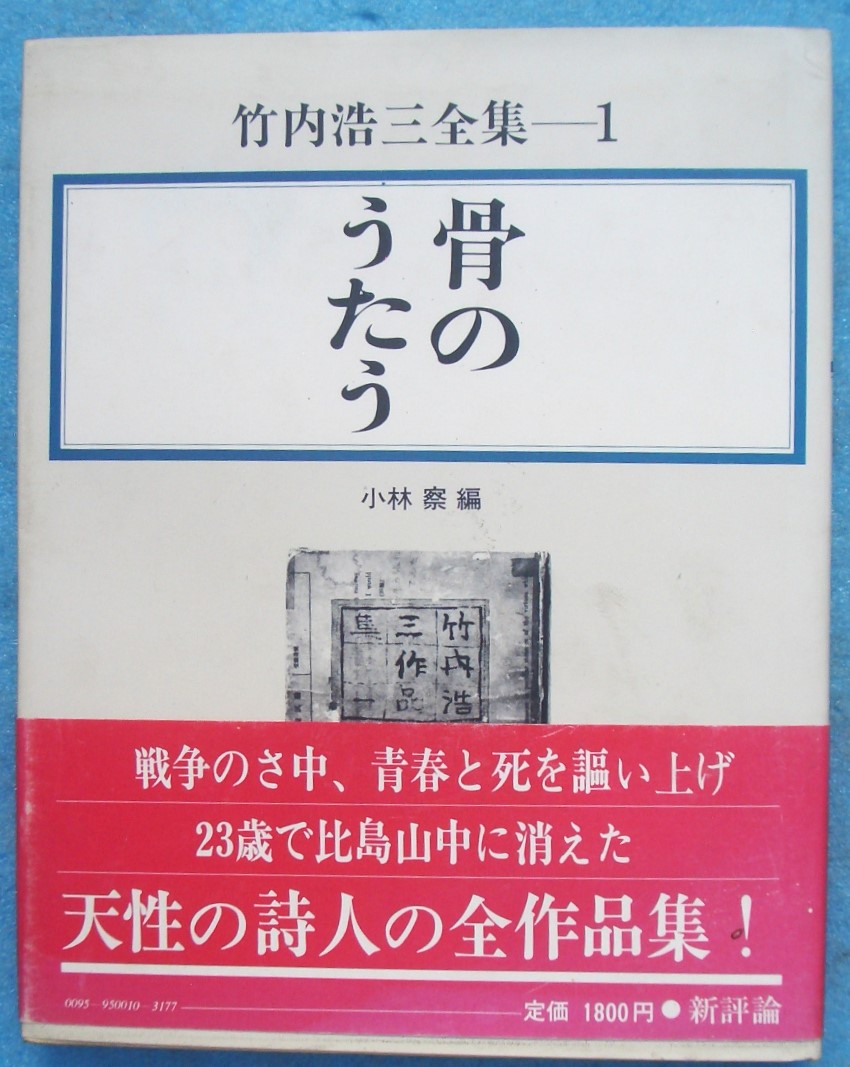 竹内浩三全集―1
骨の
うたう
小林 察 編
竹内浩
三作品
集一
戦争のさ中、青春と死を謳い上げ
23歳で比島山中に消えた
天性の詩人の全作品集!
0095―950010―3177
定価 1800円●新評論